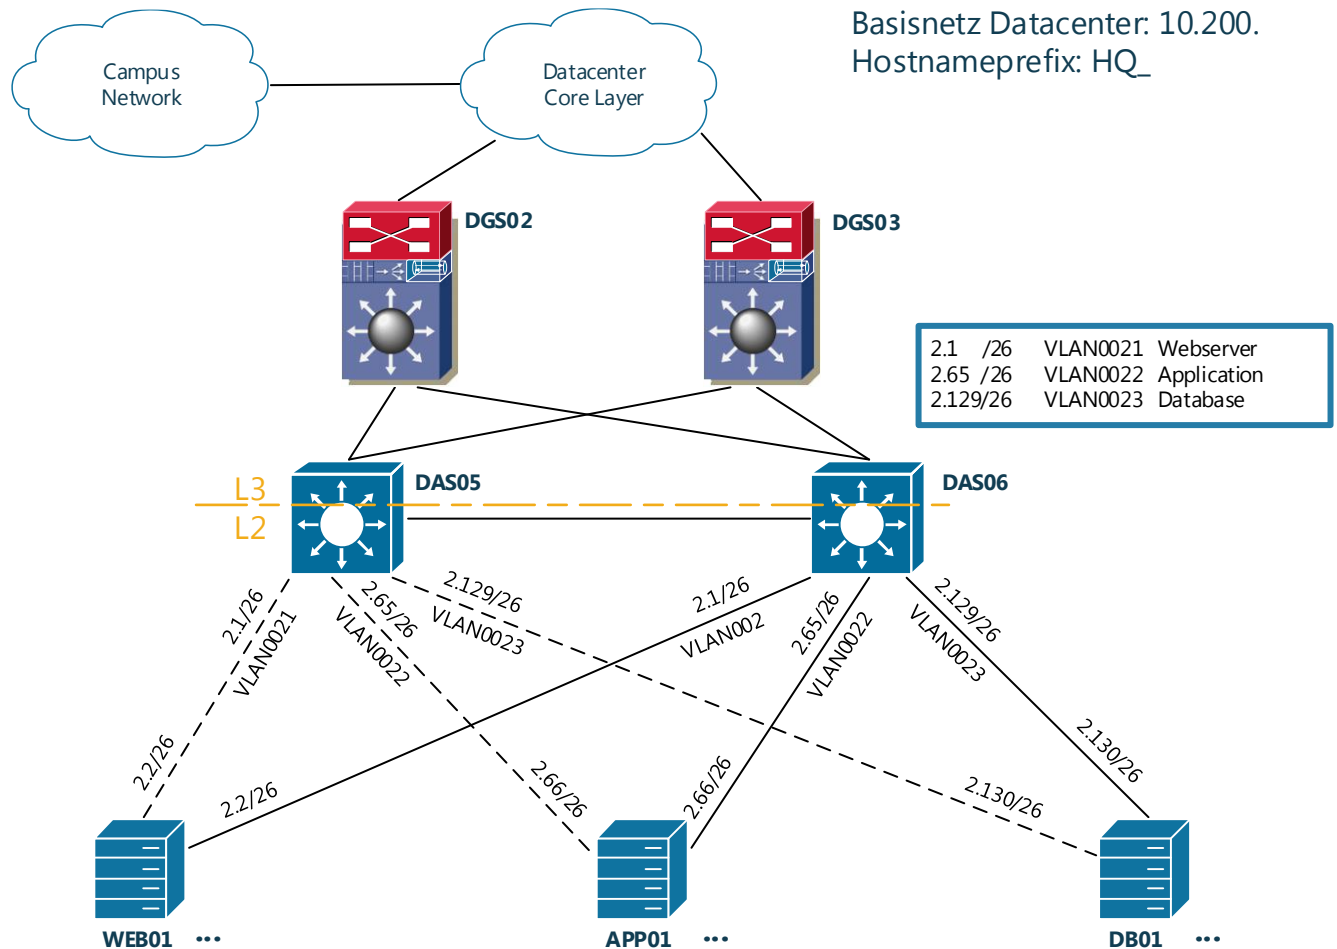 Basisnetz Datacenter: 10.200.
Hostnameprefix: HQ_
Campus
Network
Datacenter
Core Layer
DGS02
DGS03
2.1 /26 VLAN0021 Webserver
2.65 /26 VLAN0022 Application
2.129/26 VLAN0023 Database
L3
L2
DAS05
DAS06
2.1/26
VLAN0021
2.65/26
VLAN0022
2.129/26
VLAN0023
2.1/26
VLAN002
2.65/26
VLAN0022
2.129/26
VLAN0023
2.2/26
2.2/26
2.66/26
2.66/26
2.130/26
2.130/26
WEB01 ...
APP01 ...
DB01 ...